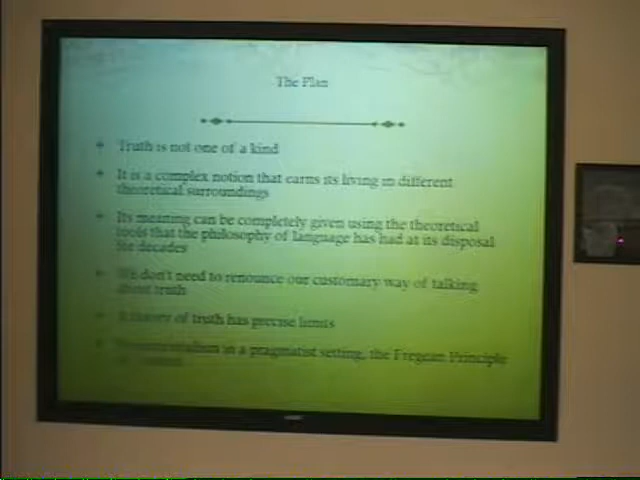 The Plan
Truth is not one of a kind
It is a complex notion that earns its living in different
theoretical surroundings
Its meaning can be completely given using the theoretical
tools that the philosophy of language has had at its disposal
for decades
We don't need to renounce our customary way of talking
about truth
A theory of truth has precise limits
in a pragmatist setting, the Fregean Principle